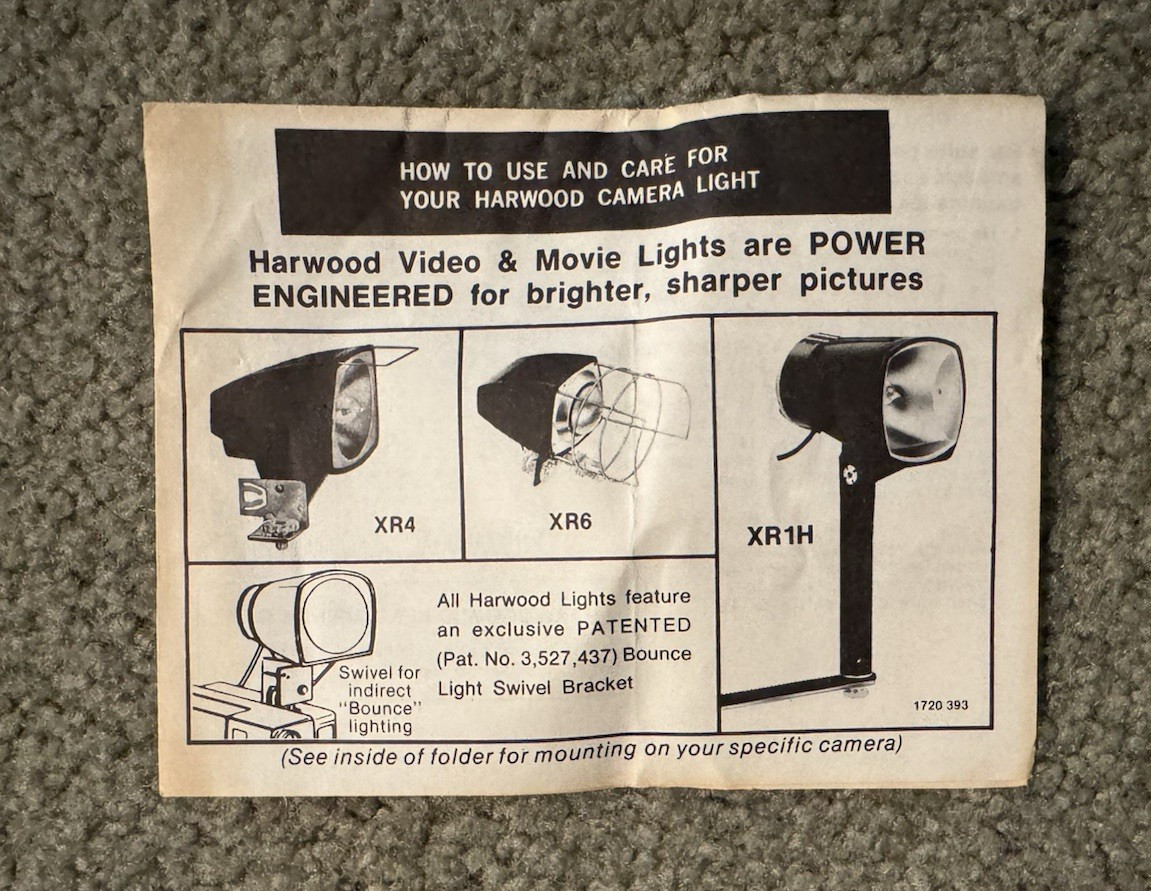 HOW TO USE AND CARE FOR
YOUR HARWOOD CAMERA LIGHT
Harwood Video & Movie Lights are POWER
ENGINEERED for brighter, sharper pictures
XR4
XR6
XR1H
All Harwood Lights feature
an exclusive PATENTED
(Pat. No. 3,527,437) Bounce
Light Swivel Bracket
Swivel for
indirect
"Bounce"
lighting
1720 393
(See inside of folder for mounting on your specific camera)